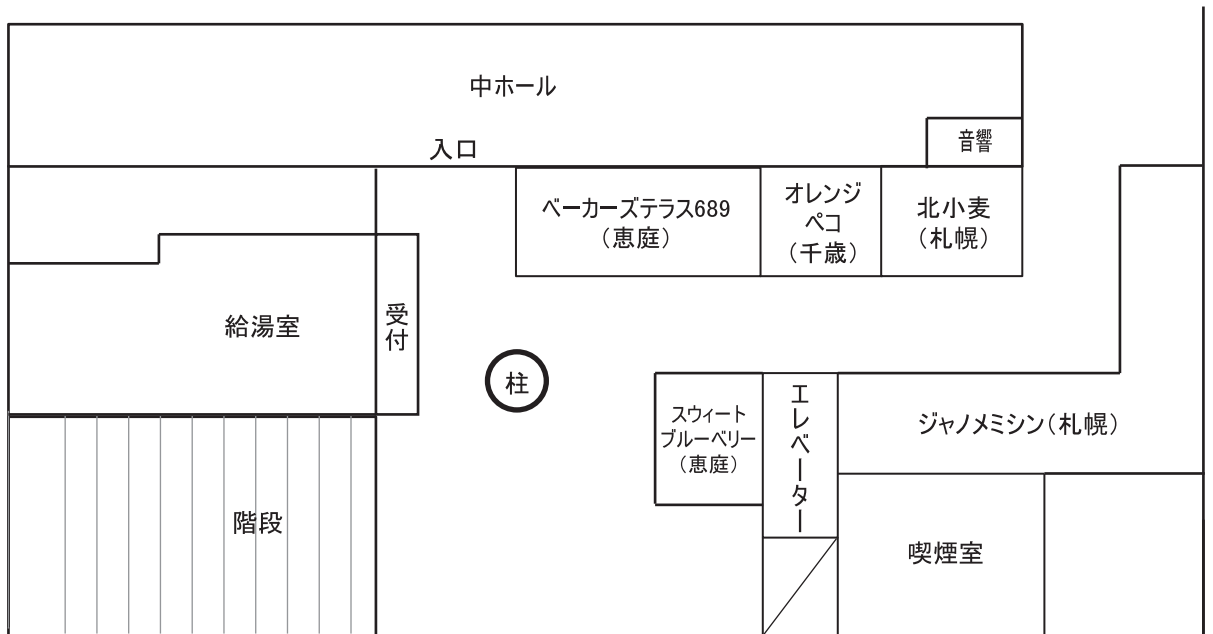 中ホール
入口
音響
ベーカーズテラス689
（恵庭）
オレンジ
ペコ
（千歳）
北小麦
（札幌）
給湯室
受付
柱
スウィート
ブルーベリー
（恵庭）
エレベーター
ジャノメミシン（札幌）
階段
喫煙室